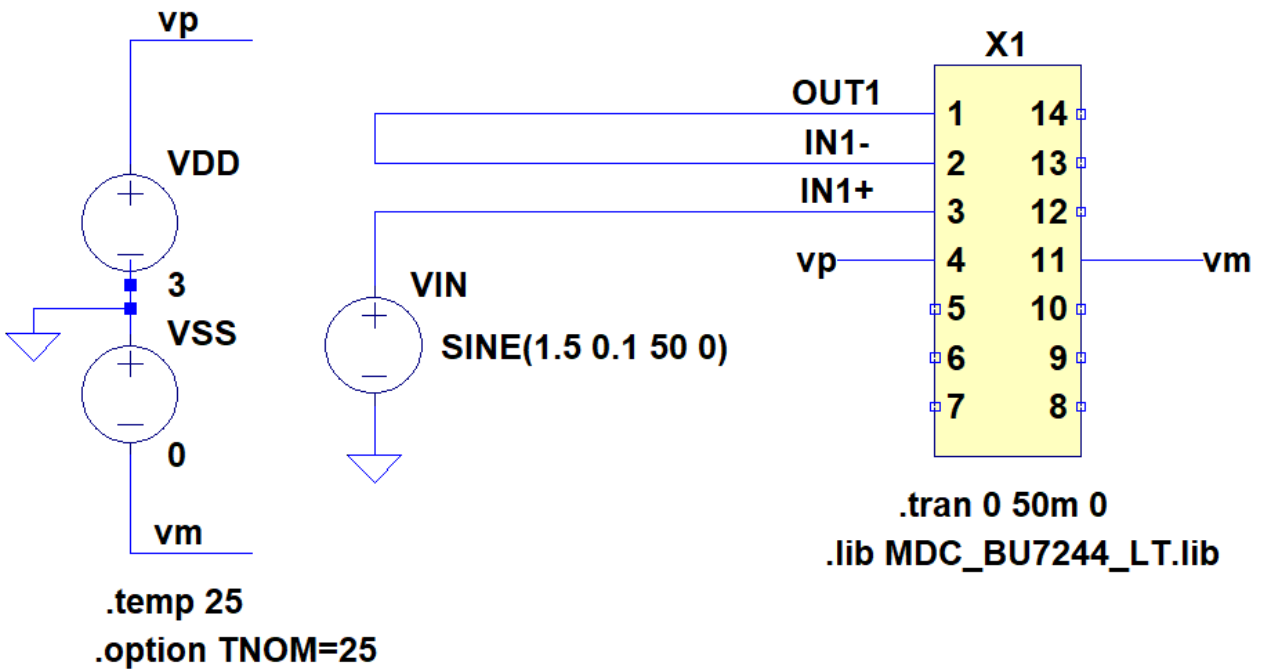 vp
VDD
3
VSS
0
vm
.temp 25
.option TNOM=25
OUT1
IN1-
IN1+
vp
VIN
SINE(1.5 0.1 50 0)
X1
1 14
2 13
3 12
4 11
5 10
6 9
7 8
vm
.tran 0 50m 0
.lib MDC_BU7244_LT.lib